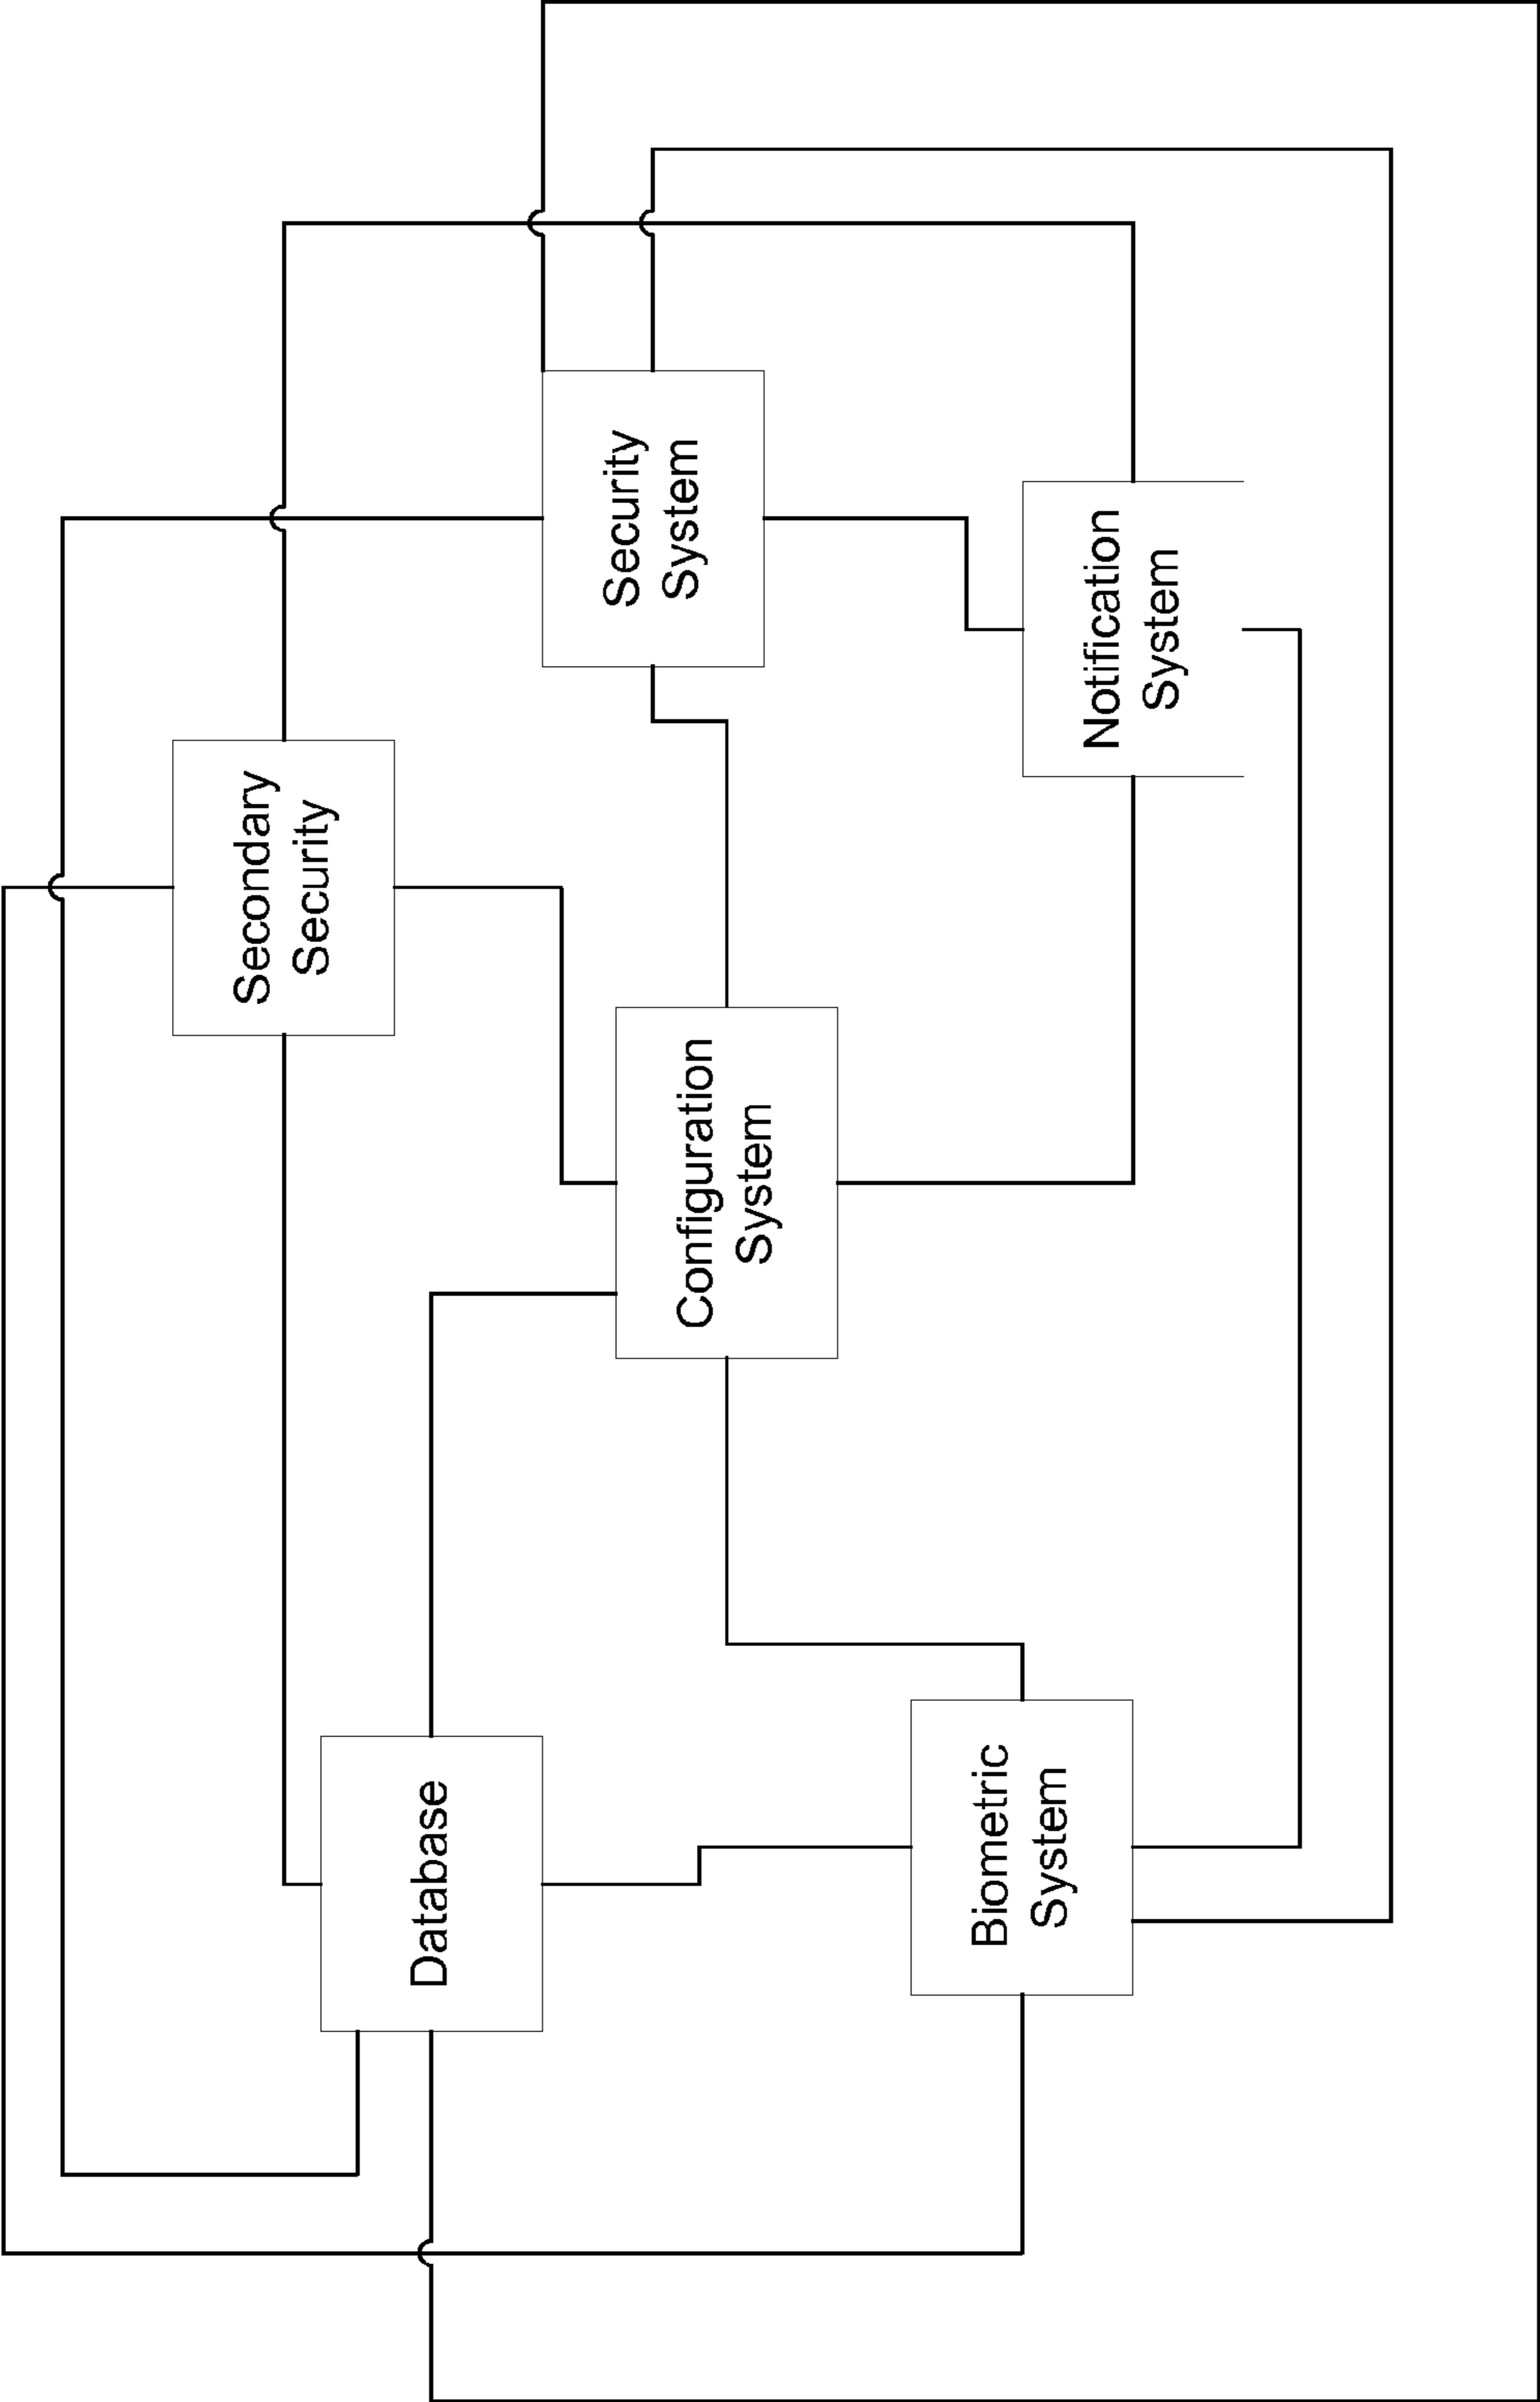 Database
Secondary
Security
Configuration
System
Security
System
Biometric
System
Notification
System